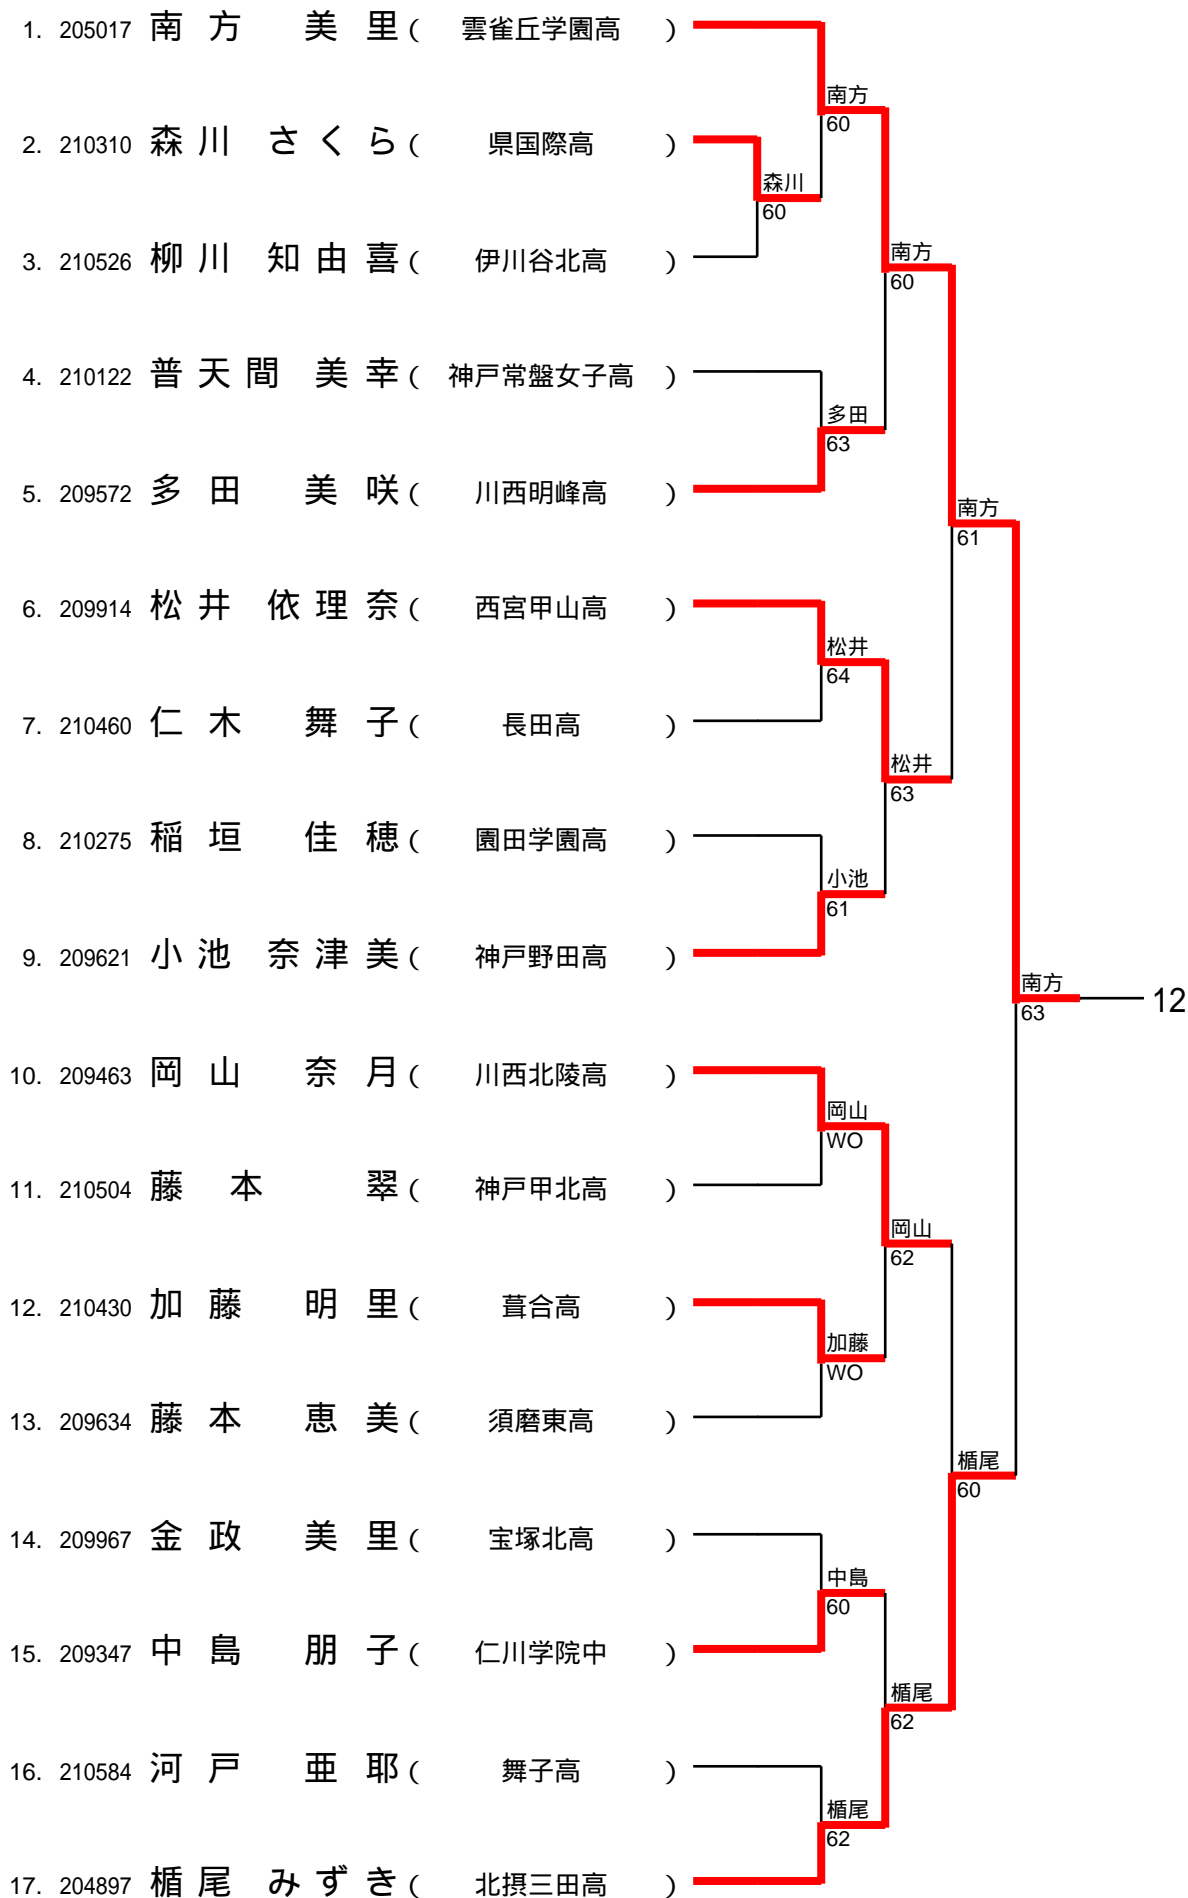 1. 205017 南方 美里 ( 雲雀丘学園高 )
南方
60
2. 210310 森川 さくら ( 県国際高 )
森川
60
3. 210526 柳川 知由喜 ( 伊川谷北高 )
南方
60
4. 210122 普天間 美幸 ( 神戸常盤女子高 )
多田
63
5. 209572 多田 美咲 ( 川西明峰高 )
南方
61
6. 209914 松井 依理奈 ( 西宮甲山高 )
松井
64
7. 210460 仁木 舞子 ( 長田高 )
松井
63
8. 210275 稲垣 佳穂 ( 園田学園高 )
小池
61
9. 209621 小池 奈津美 ( 神戸野田高 )
南方
63
12
10. 209463 岡山 奈月 ( 川西北陵高 )
岡山
WO
11. 210504 藤本 翠 ( 神戸甲北高 )
岡山
62
12. 210430 加藤 明里 ( 葺合高 )
加藤
WO
13. 209634 藤本 恵美 ( 須磨東高 )
楯尾
60
14. 209967 金政 美里 ( 宝塚北高 )
中島
60
15. 209347 中島 朋子 ( 仁川学院中 )
楯尾
62
16. 210584 河戸 亜耶 ( 舞子高 )
楯尾
62
17. 204897 楯尾 みずき ( 北摂三田高 )